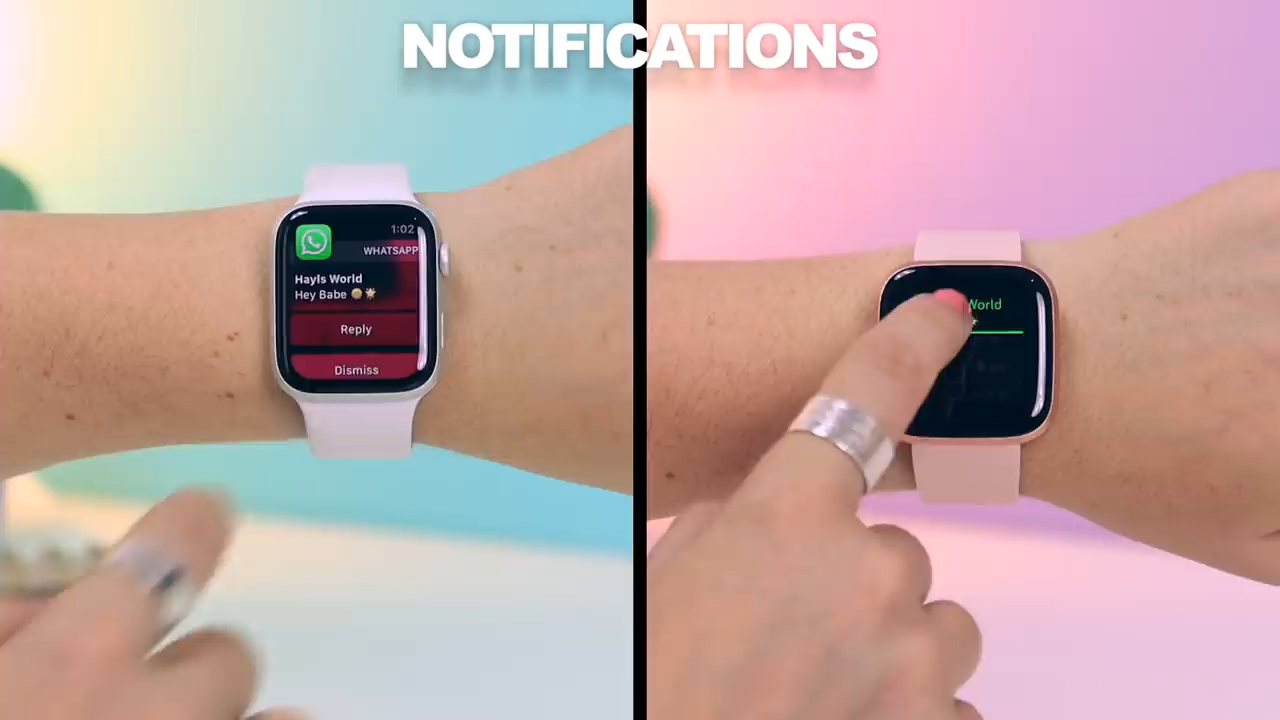 NOTIFICATIONS
1:02
WHATSAPP
Hayls World
Hey Babe 😊🌟
Reply
Dismiss
World